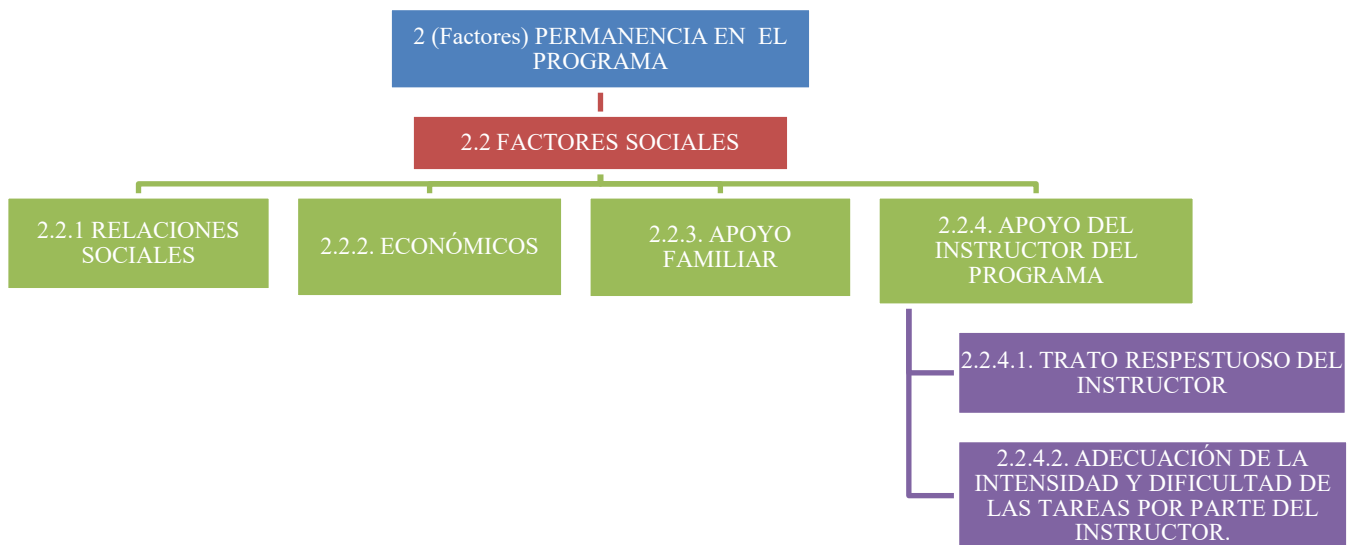 2 (Factores) PERMANENCIA EN EL
PROGRAMA
2.2 FACTORES SOCIALES
2.2.1 RELACIONES
SOCIALES
2.2.2. ECONÓMICOS
2.2.3. APOYO
FAMILIAR
2.2.4. APOYO DEL
INSTRUCTOR DEL
PROGRAMA
2.2.4.1. TRATO RESPESTUOSO DEL
INSTRUCTOR
2.2.4.2. ADECUACIÓN DE LA
INTENSIDAD Y DIFICULTAD DE
LAS TAREAS POR PARTE DEL
INSTRUCTOR.